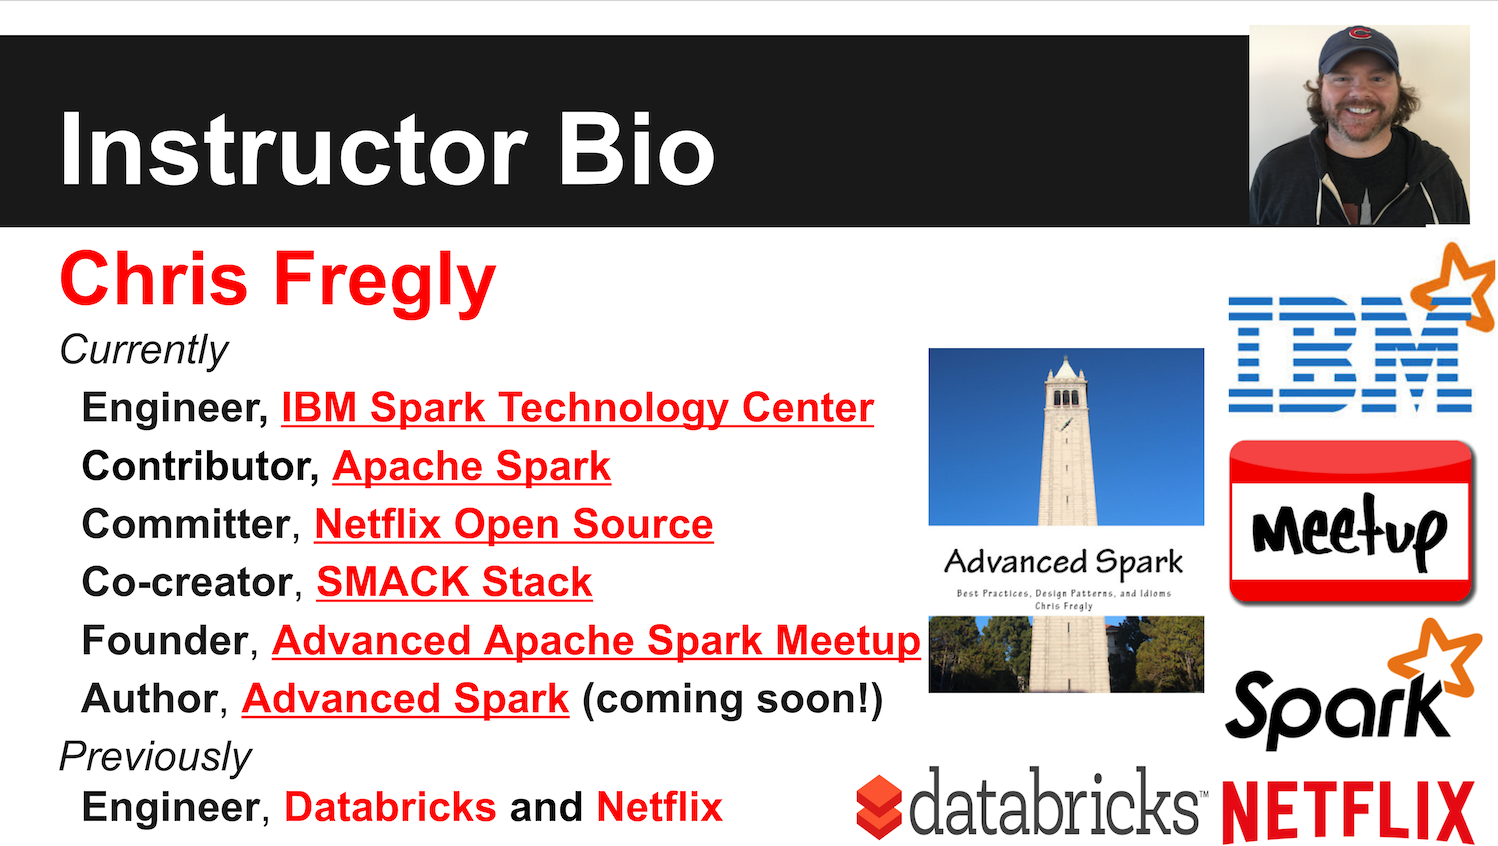 Instructor Bio
C
Chris Fregly
Currently
Engineer, IBM Spark Technology Center
Contributor, Apache Spark
Committer, Netflix Open Source
Co-creator, SMACK Stack
Founder, Advanced Apache Spark Meetup
Author, Advanced Spark (coming soon!)
Previously
Engineer, Databricks and Netflix
Advanced Spark
Best Practices, Design Patterns, and Idioms
Chris Fregly
IBM
Meetup
Spark
databricks™
NETFLIX